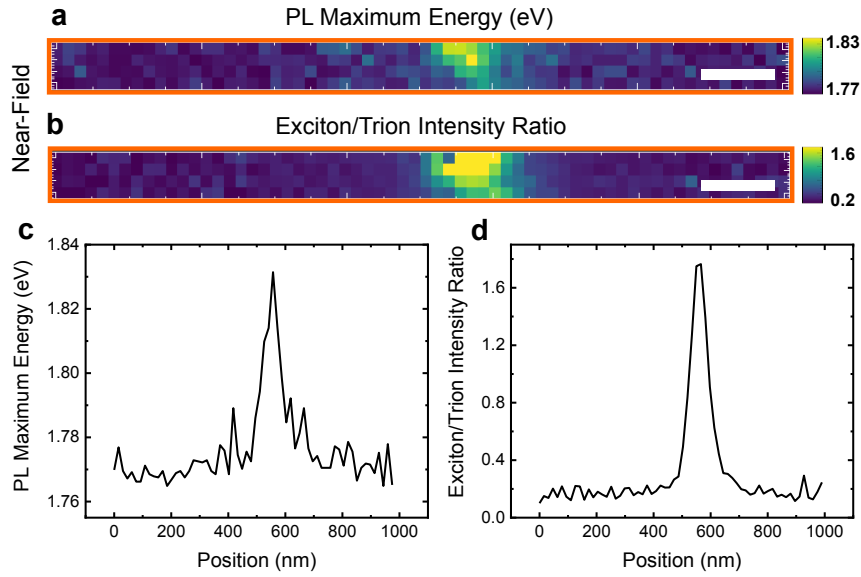 a PL Maximum Energy (eV)
1.83
1.77
Near-Field
b Exciton/Trion Intensity Ratio
1.6
0.2
c
1.84
1.82
1.80
1.78
1.76
PL Maximum Energy (eV)
0 200 400 600 800 1000
Position (nm)
d
1.6
1.2
0.8
0.4
0.0
Exciton/Trion Intensity Ratio
0 200 400 600 800 1000
Position (nm)